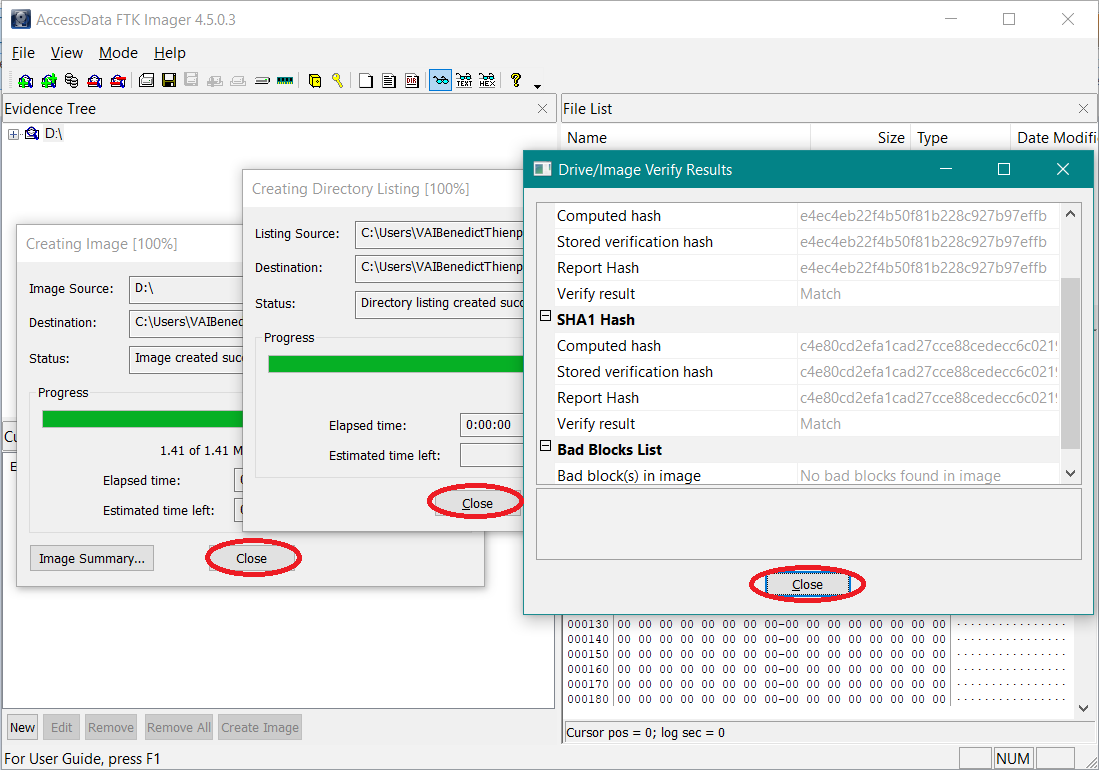 AccessData FTK Imager 4.5.0.3
File View Mode Help
TEXT HEX DIR
Evidence Tree
D:\
File List
Name Size Type Date Modifi
Creating Image [100%]
Image Source: D:\
Destination: C:\Users\VAIBened
Status: Image created succ
Progress
1.41 of 1.41 M
Elapsed time:
Estimated time left:
Image Summary... Close
Creating Directory Listing [100%]
Listing Source: C:\Users\VAIBenedictThienp
Destination: C:\Users\VAIBenedictThienp
Status: Directory listing created succ
Progress
Elapsed time: 0:00:00
Estimated time left:
Close
Drive/Image Verify Results
Computed hash e4ec4eb22f4b50f81b228c927b97effb
Stored verification hash e4ec4eb22f4b50f81b228c927b97effb
Report Hash e4ec4eb22f4b50f81b228c927b97effb
Verify result Match
SHA1 Hash
Computed hash c4e80cd2efa1cad27cce88cedecc6c0219
Stored verification hash c4e80cd2efa1cad27cce88cedecc6c0219
Report Hash c4e80cd2efa1cad27cce88cedecc6c0219
Verify result Match
Bad Blocks List
Bad block(s) in image No bad blocks found in image
Close
000130 00 00 00 00 00 00 00 00-00 00 00 00 00 00 00 00 ················
000140 00 00 00 00 00 00 00 00-00 00 00 00 00 00 00 00 ················
000150 00 00 00 00 00 00 00 00-00 00 00 00 00 00 00 00 ················
000160 00 00 00 00 00 00 00 00-00 00 00 00 00 00 00 00 ················
000170 00 00 00 00 00 00 00 00-00 00 00 00 00 00 00 00 ················
000180 00 00 00 00 00 00 00 00-00 00 00 00 00 00 00 00 ················
New Edit Remove Remove All Create Image
Cursor pos = 0; log sec = 0
For User Guide, press F1
NUM